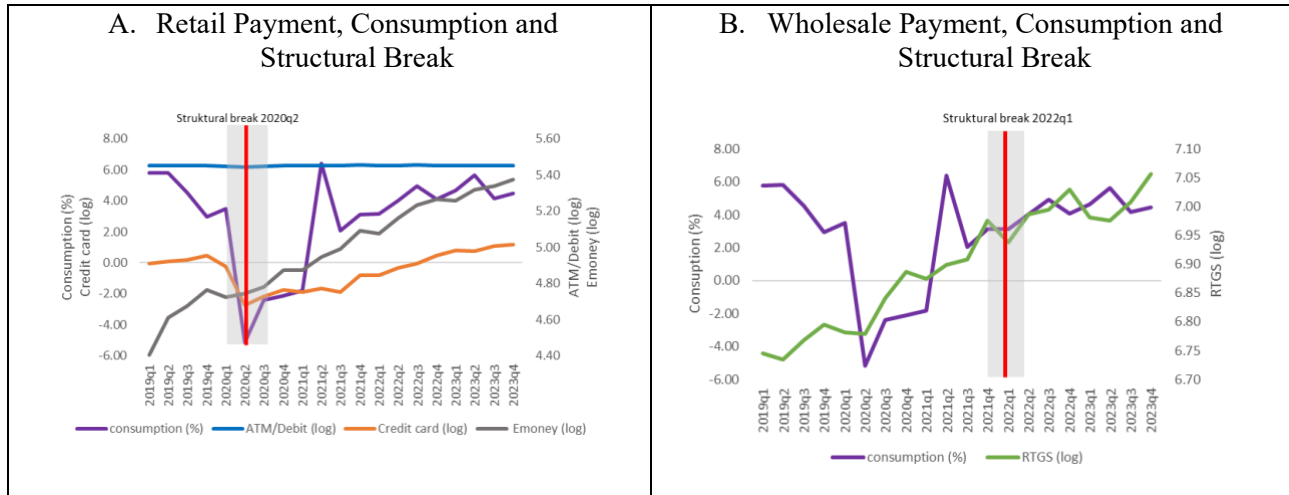 A. Retail Payment, Consumption and
Structural Break
Struktural break 2020q2
8.00
6.00
4.00
2.00
0.00
-2.00
-4.00
-6.00
Consumption (%)
Credit card (log)
5.60
5.40
5.20
5.00
4.80
4.60
4.40
ATM/Debit (log)
Emoney (log)
2019q1
2019q2
2019q3
2019q4
2020q1
2020q2
2020q3
2020q4
2021q1
2021q2
2021q3
2021q4
2022q1
2022q2
2022q3
2022q4
2023q1
2023q2
2023q3
2023q4
consumption (%)
ATM/Debit (log)
Credit card (log)
Emoney (log)
B. Wholesale Payment, Consumption and
Structural Break
Struktural break 2022q1
8.00
6.00
4.00
2.00
0.00
-2.00
-4.00
-6.00
Consuption (%)
7.10
7.05
7.00
6.95
6.90
6.85
6.80
6.75
6.70
RTGS (log)
2019q1
2019q2
2019q3
2019q4
2020q1
2020q2
2020q3
2020q4
2021q1
2021q2
2021q3
2021q4
2022q1
2022q2
2022q3
2022q4
2023q1
2023q2
2023q3
2023q4
consumption (%)
RTGS (log)